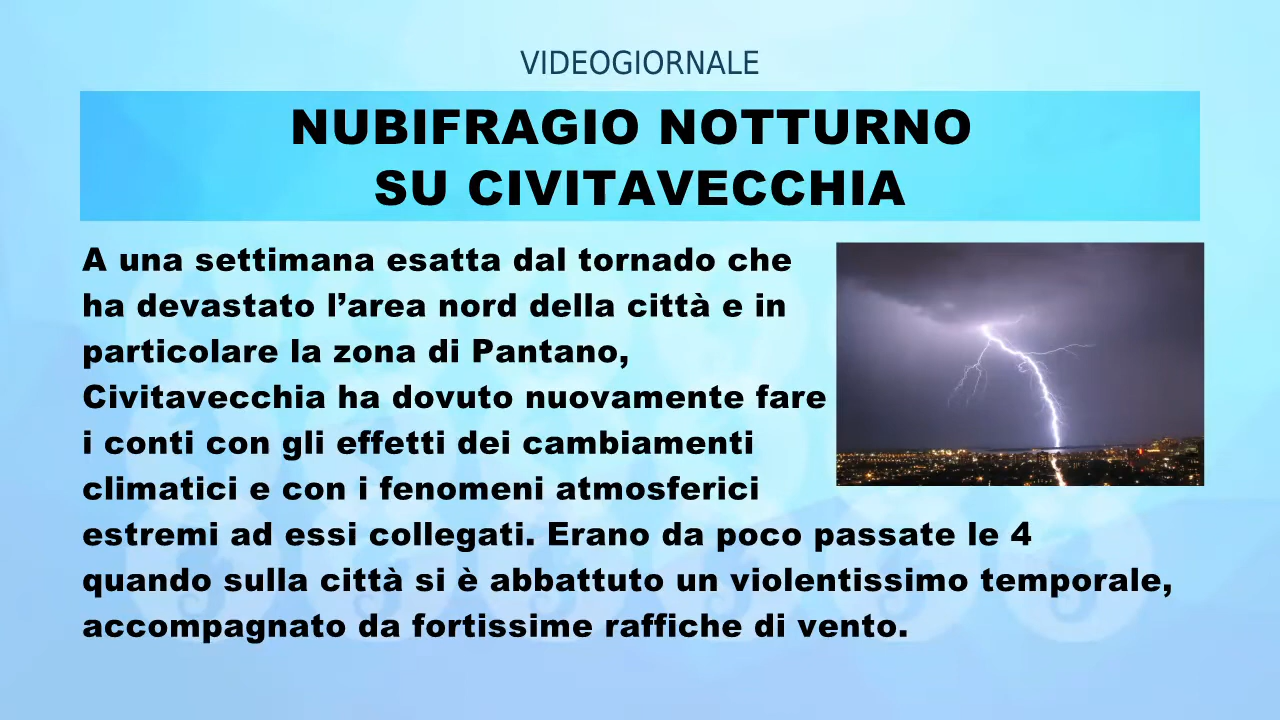 VIDEOGIORNALE
NUBIFRAGIO NOTTURNO
SU CIVITAVECCHIA
A una settimana esatta dal tornado che
ha devastato l’area nord della città e in
particolare la zona di Pantano,
Civitavecchia ha dovuto nuovamente fare
i conti con gli effetti dei cambiamenti
climatici e con i fenomeni atmosferici
estremi ad essi collegati. Erano da poco passate le 4
quando sulla città si è abbattuto un violentissimo temporale,
accompagnato da fortissime raffiche di vento.